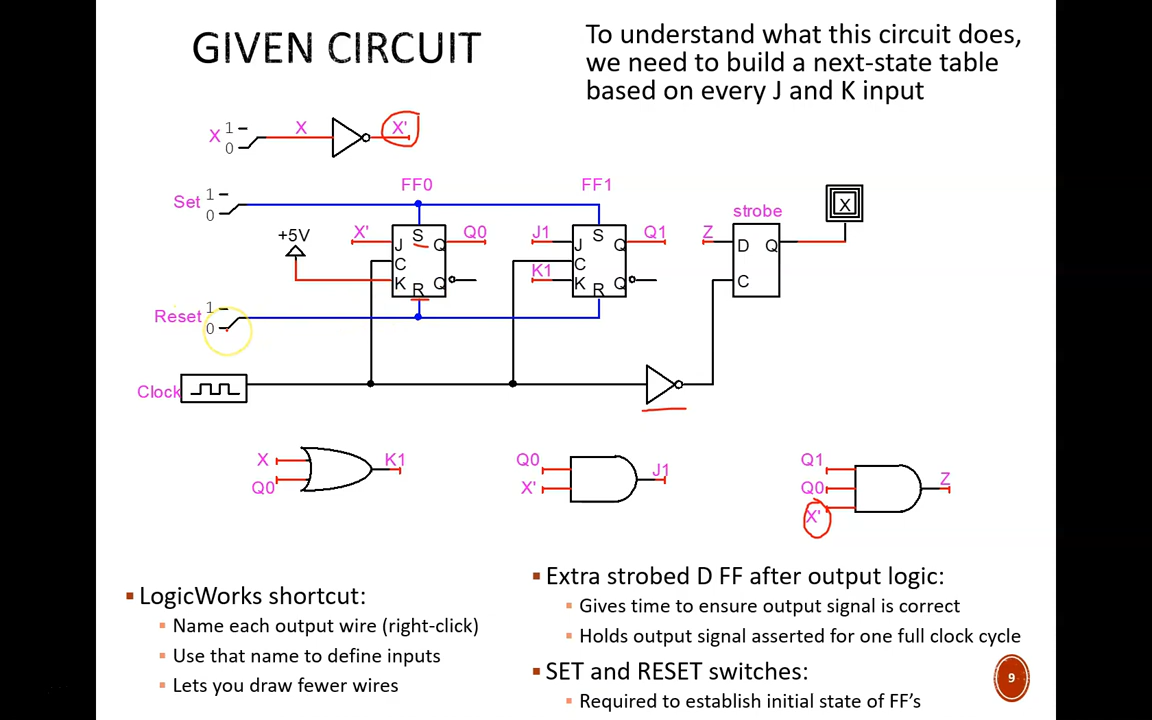 GIVEN CIRCUIT
To understand what this circuit does,
we need to build a next-state table
based on every J and K input
X 1 0 X X'
FF0 FF1
Set 1 0
strobe X
+5V X' J S Q Q0 J1 J S Q Q1 Z D Q
C C
K R Q K1 K R Q C
Reset 1 0
Clock
X Q0 K1
Q0 X' J1
Q1 Q0 X' Z
▪ LogicWorks shortcut:
▪ Name each output wire (right-click)
▪ Use that name to define inputs
▪ Lets you draw fewer wires
▪ Extra strobed D FF after output logic:
▪ Gives time to ensure output signal is correct
▪ Holds output signal asserted for one full clock cycle
▪ SET and RESET switches:
▪ Required to establish initial state of FF's
9